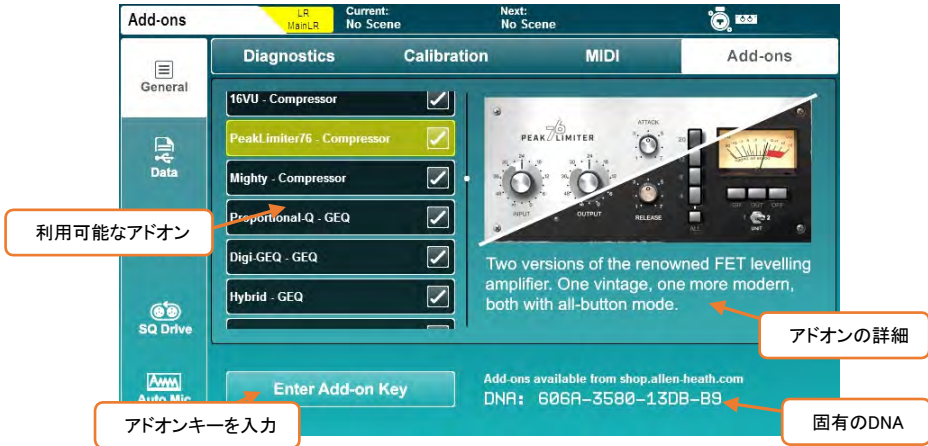 Add-ons
LR
MainLR
Current:
No Scene
Next:
No Scene
General
Data
SQ Drive
Auto Mic
Diagnostics
Calibration
MIDI
Add-ons
16VU - Compressor
PeakLimiter76 - Compressor
Mighty - Compressor
Proportional-Q - GEQ
Digi-GEQ - GEQ
Hybrid - GEQ
PEAK 76 LIMITER
ATTACK
INPUT
OUTPUT
RELEASE
ALL
GR OUT OFF
1 2
UNIT
Two versions of the renowned FET levelling
amplifier. One vintage, one more modern,
both with all-button mode.
Enter Add-on Key
Add-ons available from shop.allen-heath.com
DNA: 606A-3580-13DB-B9
利用可能なアドオン
アドオンの詳細
アドオンキーを入力
固有のDNA